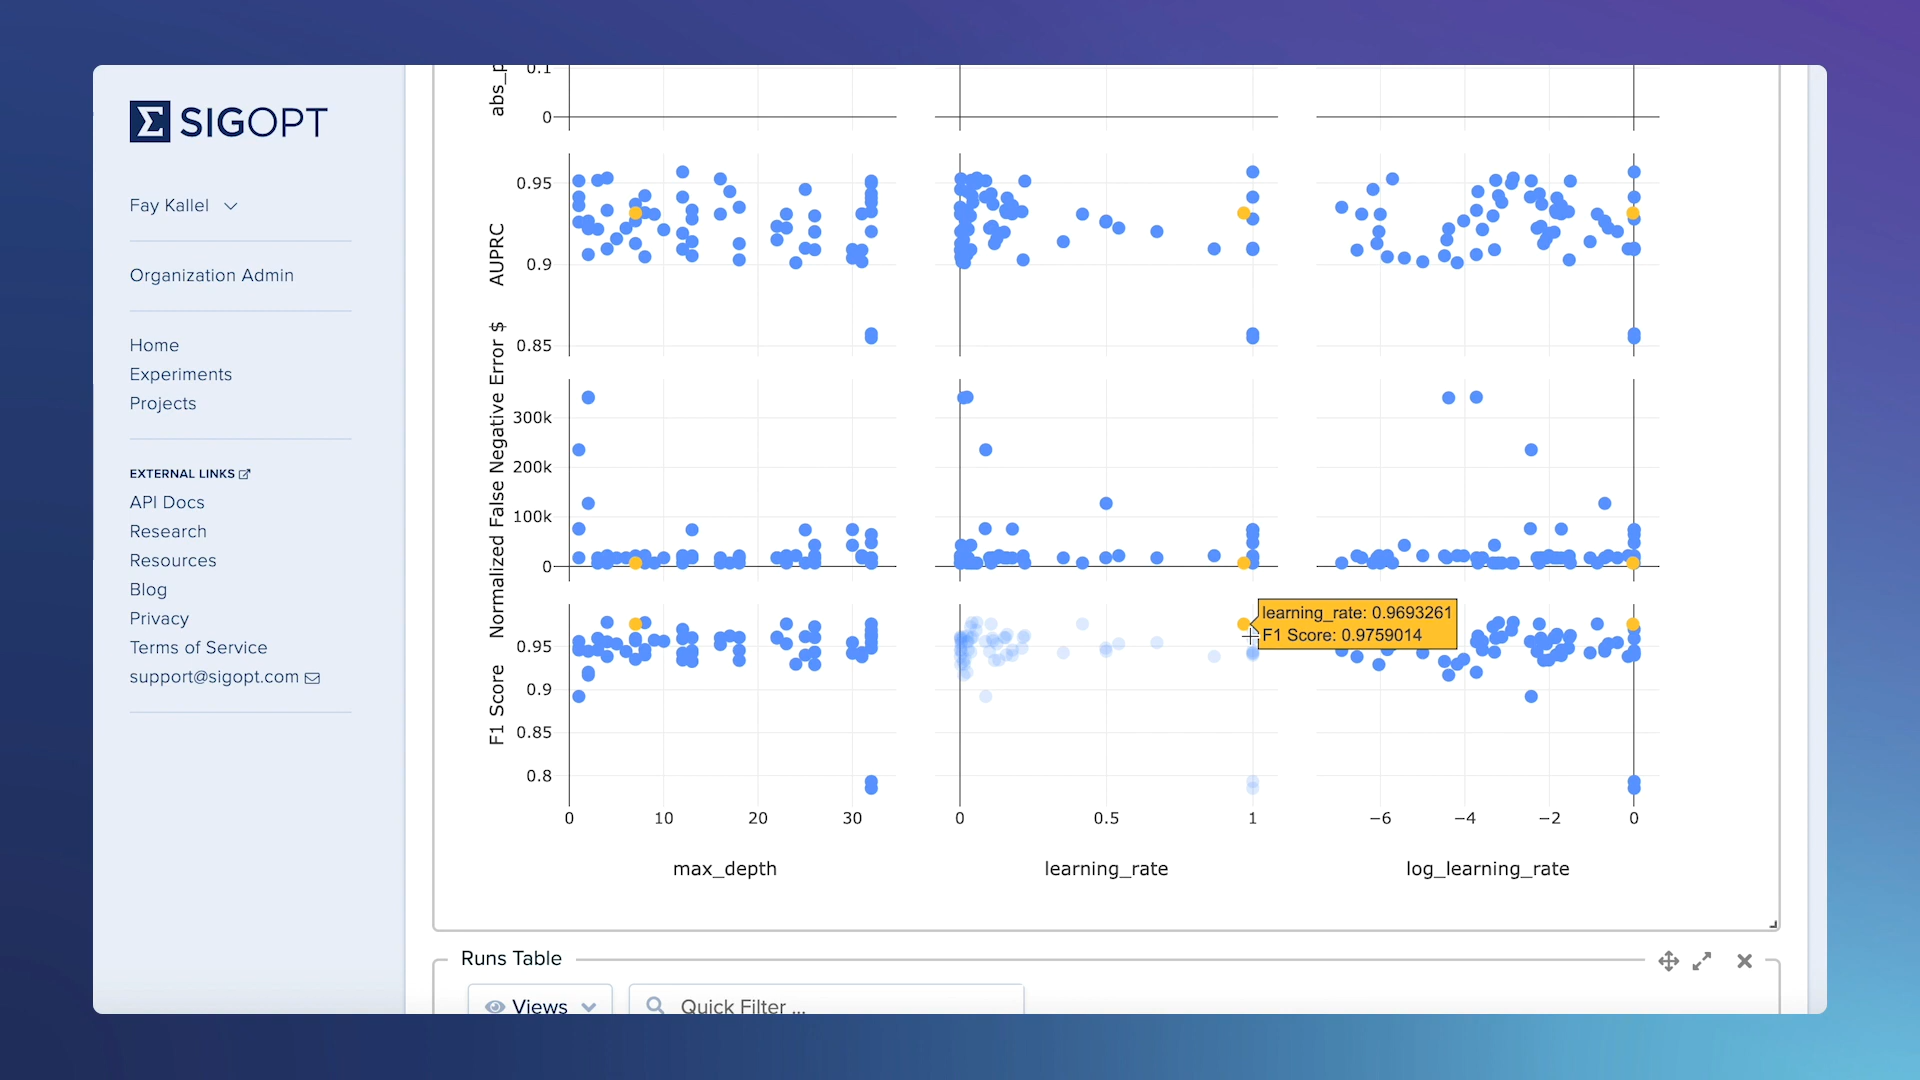 SIGOPT
Fay Kallel
Organization Admin
Home
Experiments
Projects
EXTERNAL LINKS
API Docs
Research
Resources
Blog
Privacy
Terms of Service
support@sigopt.com
abs_p
0.1
0
AUPRC
0.95
0.9
0.85
Normalized False Negative Error $
300k
200k
100k
0
F1 Score
0.95
0.9
0.85
0.8
learning_rate: 0.9693261
F1 Score: 0.9759014
0 10 20 30
0 0.5 1
−6 −4 −2 0
max_depth
learning_rate
log_learning_rate
Runs Table
Views
Quick Filter ...